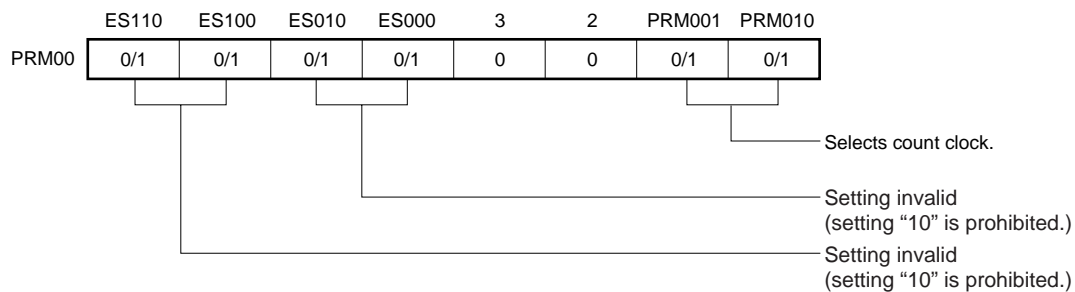 ES110 ES100 ES010 ES000 3 2 PRM001 PRM010
PRM00 0/1 0/1 0/1 0/1 0 0 0/1 0/1
Selects count clock.
Setting invalid
(setting “10” is prohibited.)
Setting invalid
(setting “10” is prohibited.)